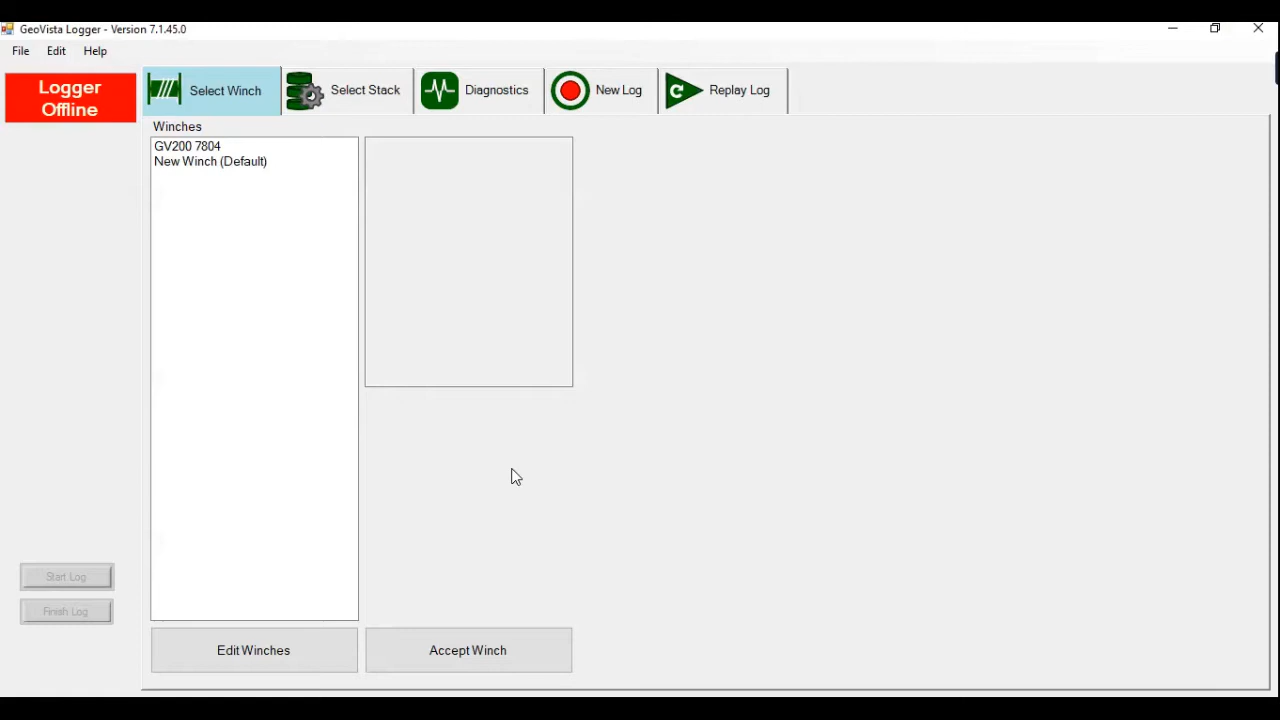 GeoVista Logger - Version 7.1.45.0
File Edit Help
Logger
Offline
Select Winch
Select Stack
Diagnostics
New Log
Replay Log
Winches
GV200 7804
New Winch (Default)
Start Log
Finish Log
Edit Winches
Accept Winch